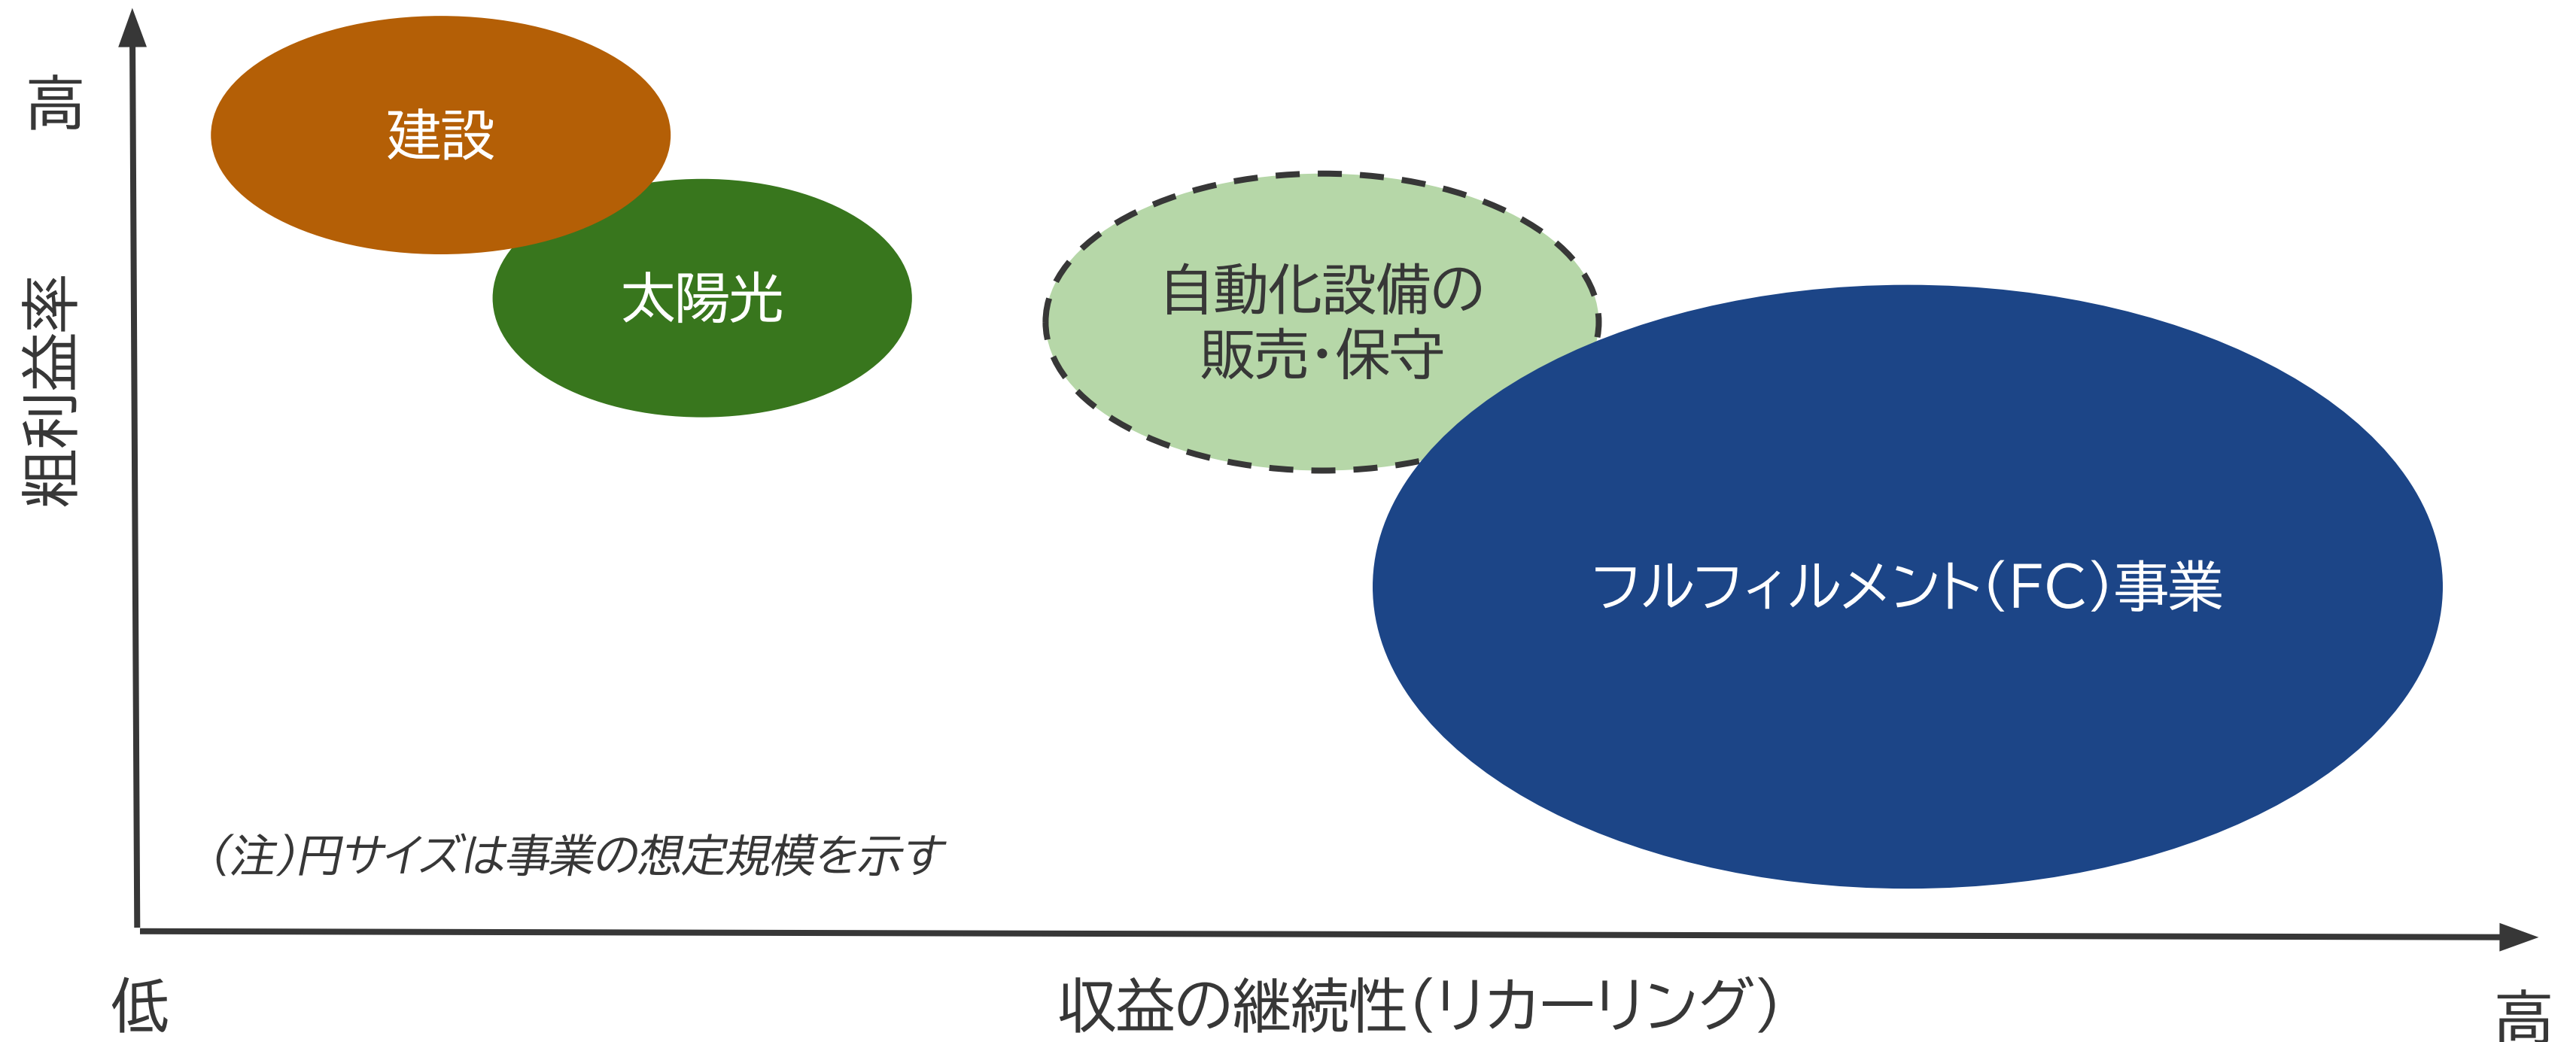 高
建設
太陽光
自動化設備の
販売・保守
粗利益率
フルフィルメント(FC)事業
(注)円サイズは事業の想定規模を示す
低
収益の継続性(リカーリング)
高